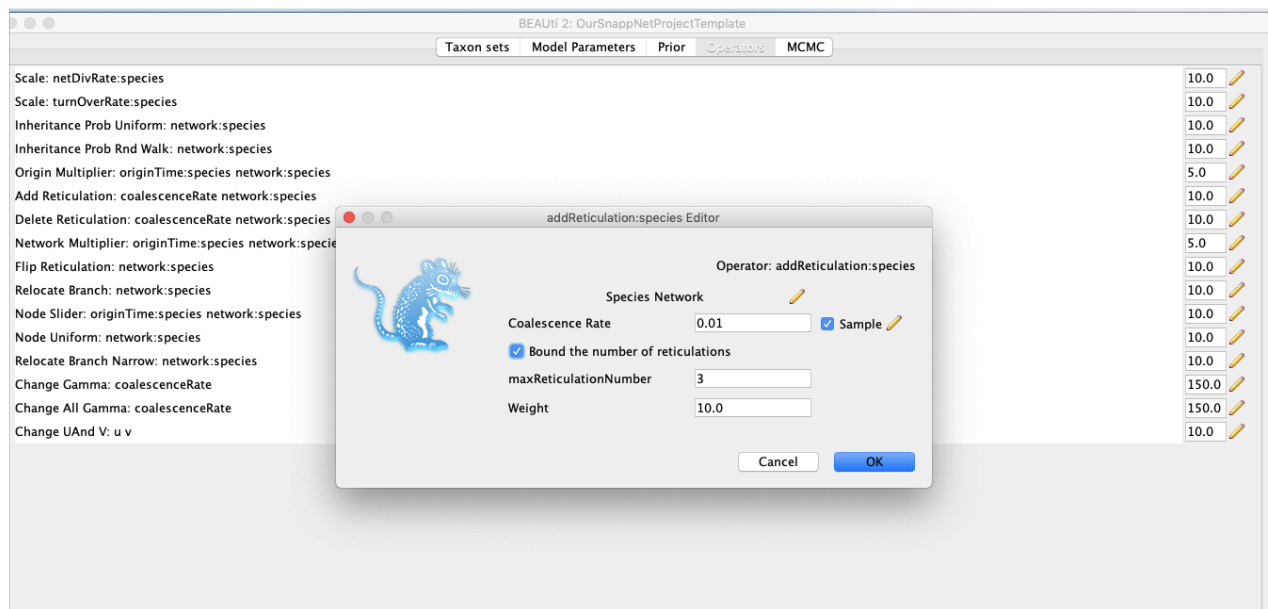 BEAUti 2: OurSnappNetProjectTemplate
Taxon sets Model Parameters Prior Operators MCMC
Scale: netDivRate:species 10.0
Scale: turnOverRate:species 10.0
Inheritance Prob Uniform: network:species 10.0
Inheritance Prob Rnd Walk: network:species 10.0
Origin Multiplier: originTime:species network:species 5.0
Add Reticulation: coalescenceRate network:species 10.0
Delete Reticulation: coalescenceRate network:species 10.0
Network Multiplier: originTime:species network:specie 5.0
Flip Reticulation: network:species 10.0
Relocate Branch: network:species 10.0
Node Slider: originTime:species network:species 10.0
Node Uniform: network:species 10.0
Relocate Branch Narrow: network:species 10.0
Change Gamma: coalescenceRate 150.0
Change All Gamma: coalescenceRate 150.0
Change UAnd V: u v 10.0
addReticulation:species Editor
Operator: addReticulation:species
Species Network
Coalescence Rate 0.01 Sample
Bound the number of reticulations
maxReticulationNumber 3
Weight 10.0
Cancel OK